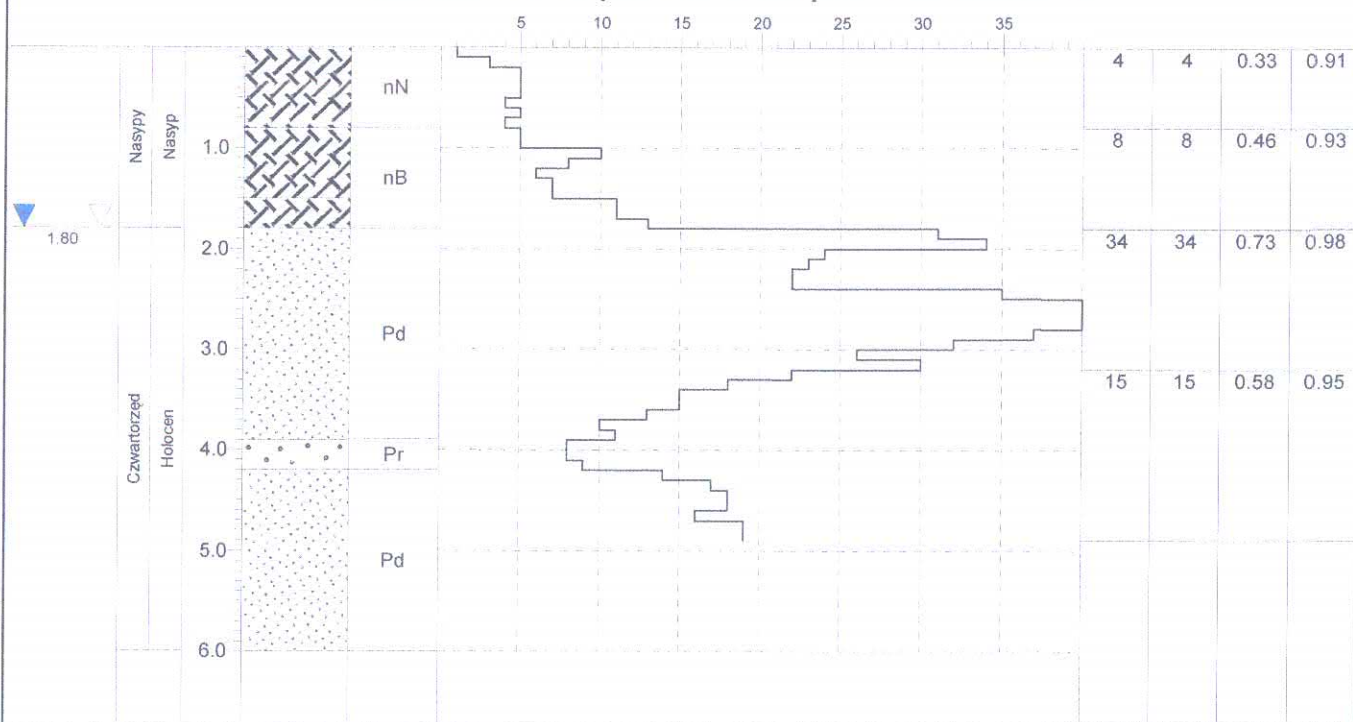 5 10 15 20 25 30 35
nN 4 4 0.33 0.91
Nasypy Nasyp
1.0 8 8 0.46 0.93
nB
1.80
2.0 34 34 0.73 0.98
Pd
3.0
15 15 0.58 0.95
Czwartorzęd Holocen
4.0 Pr
5.0
Pd
6.0